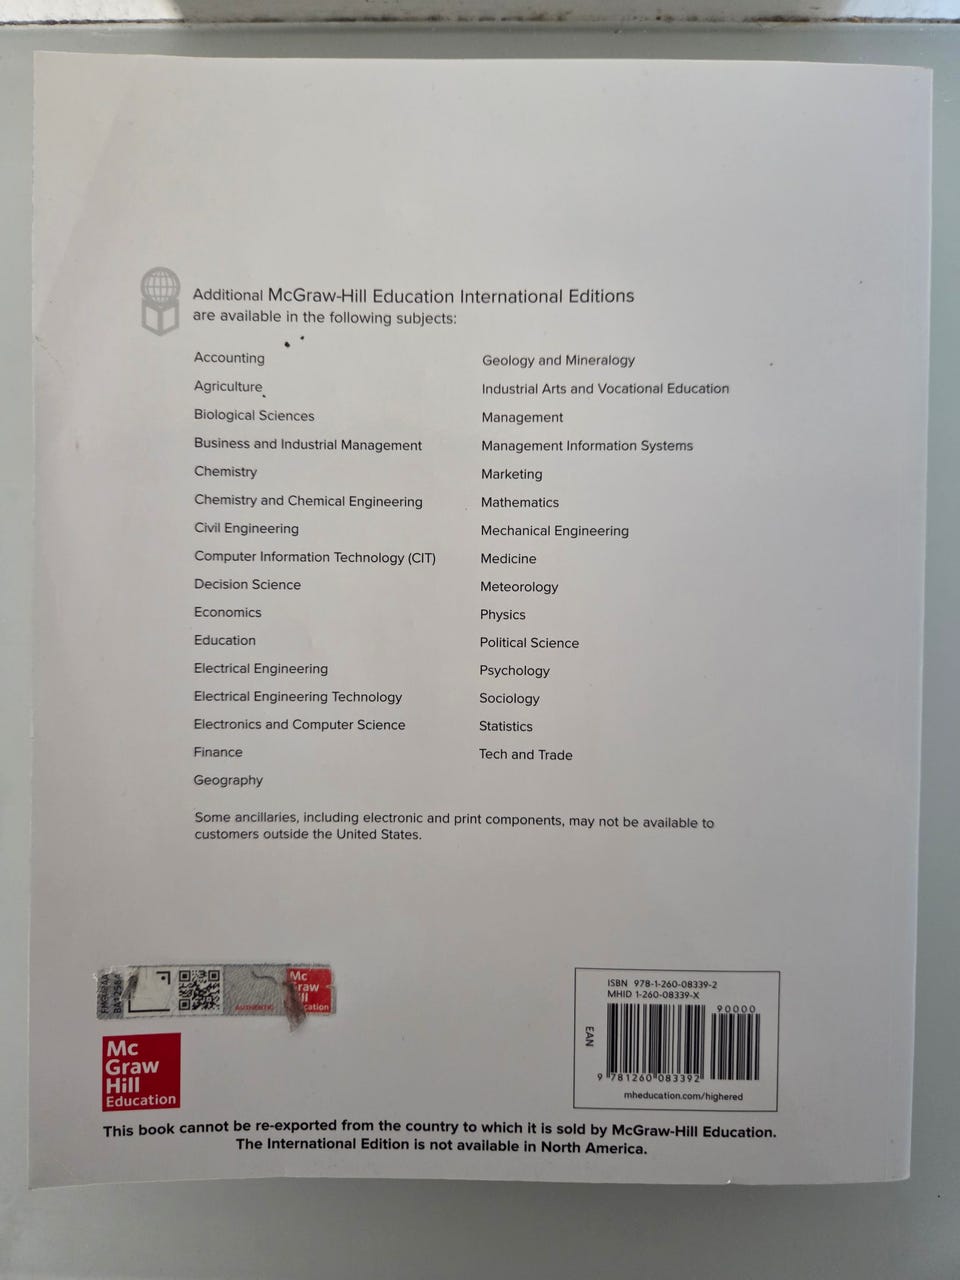 Additional McGraw-Hill Education International Editions
are available in the following subjects:
Accounting
Agriculture
Biological Sciences
Business and Industrial Management
Chemistry
Chemistry and Chemical Engineering
Civil Engineering
Computer Information Technology (CIT)
Decision Science
Economics
Education
Electrical Engineering
Electrical Engineering Technology
Electronics and Computer Science
Finance
Geography
Geology and Mineralogy
Industrial Arts and Vocational Education
Management
Management Information Systems
Marketing
Mathematics
Mechanical Engineering
Medicine
Meteorology
Physics
Political Science
Psychology
Sociology
Statistics
Tech and Trade
Some ancillaries, including electronic and print components, may not be available to
customers outside the United States.
Mc
Mc
Graw
Hill
Education
ISBN 978-1-260-08339-2
MHID 1-260-08339-X
90000
EAN
9 781260 083392
mheducation.com/highered
This book cannot be re-exported from the country to which it is sold by McGraw-Hill Education.
The International Edition is not available in North America.